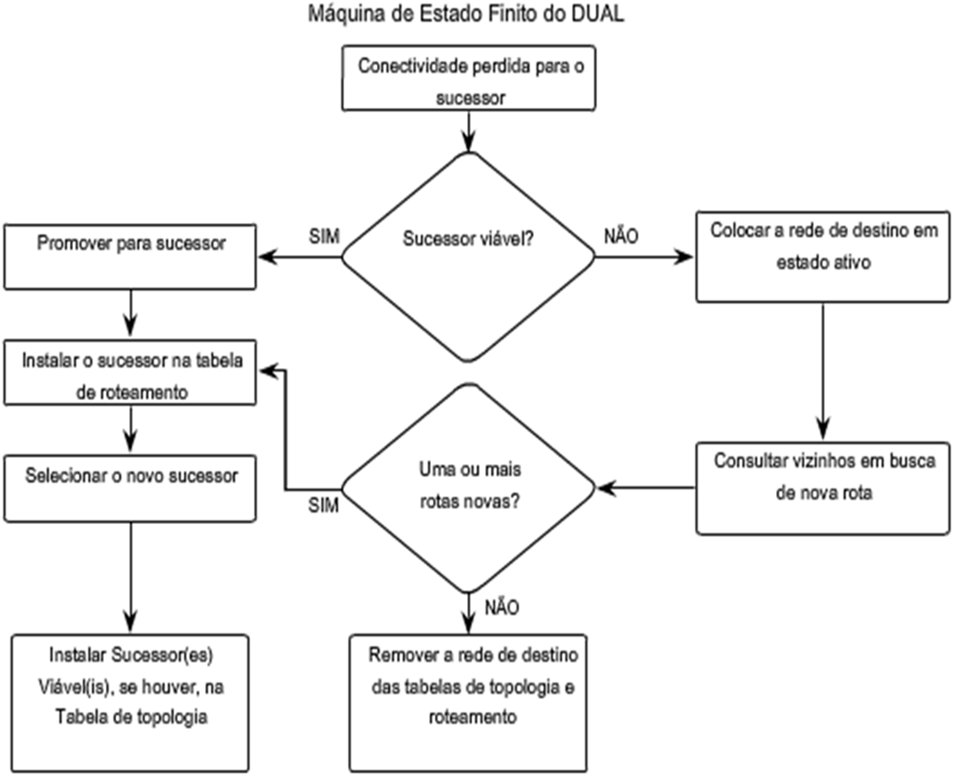 Máquina de Estado Finito do DUAL
Conectividade perdida para o
sucessor
Sucessor viável?
SIM
NÃO
Promover para sucessor
Colocar a rede de destino em
estado ativo
Instalar o sucessor na tabela
de roteamento
Selecionar o novo sucessor
Uma ou mais
rotas novas?
SIM
NÃO
Consultar vizinhos em busca
de nova rota
Instalar Sucessor(es)
Viável(is), se houver, na
Tabela de topologia
Remover a rede de destino
das tabelas de topologia e
roteamento